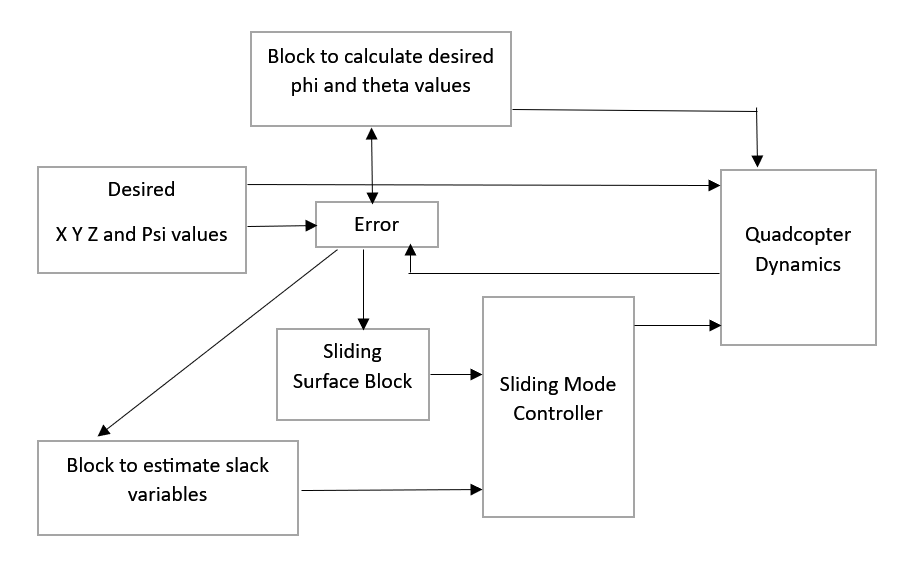 Block to calculate desired
phi and theta values
Desired
X Y Z and Psi values
Error
Quadcopter
Dynamics
Sliding
Surface Block
Sliding Mode
Controller
Block to estimate slack
variables